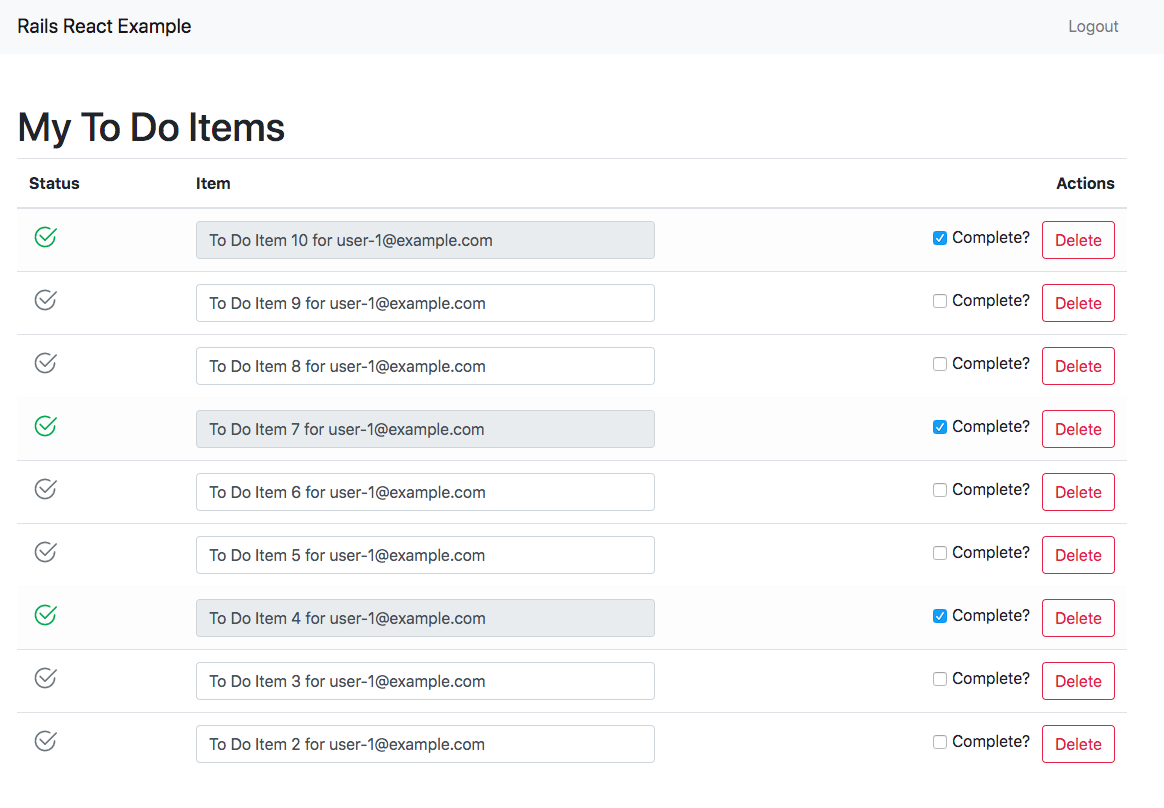 Rails React Example Logout
My To Do Items
Status Item Actions
To Do Item 10 for user-1@example.com Complete? Delete
To Do Item 9 for user-1@example.com Complete? Delete
To Do Item 8 for user-1@example.com Complete? Delete
To Do Item 7 for user-1@example.com Complete? Delete
To Do Item 6 for user-1@example.com Complete? Delete
To Do Item 5 for user-1@example.com Complete? Delete
To Do Item 4 for user-1@example.com Complete? Delete
To Do Item 3 for user-1@example.com Complete? Delete
To Do Item 2 for user-1@example.com Complete? Delete